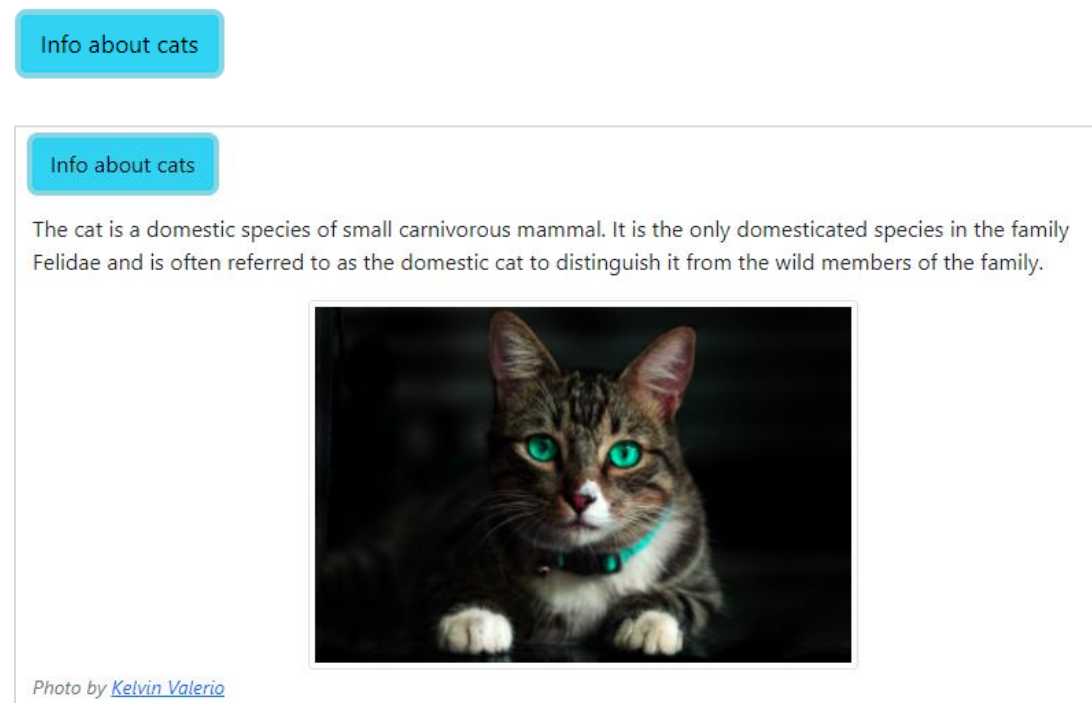 Info about cats
Info about cats
The cat is a domestic species of small carnivorous mammal. It is the only domesticated species in the family
Felidae and is often referred to as the domestic cat to distinguish it from the wild members of the family.
Photo by Kelvin Valerio